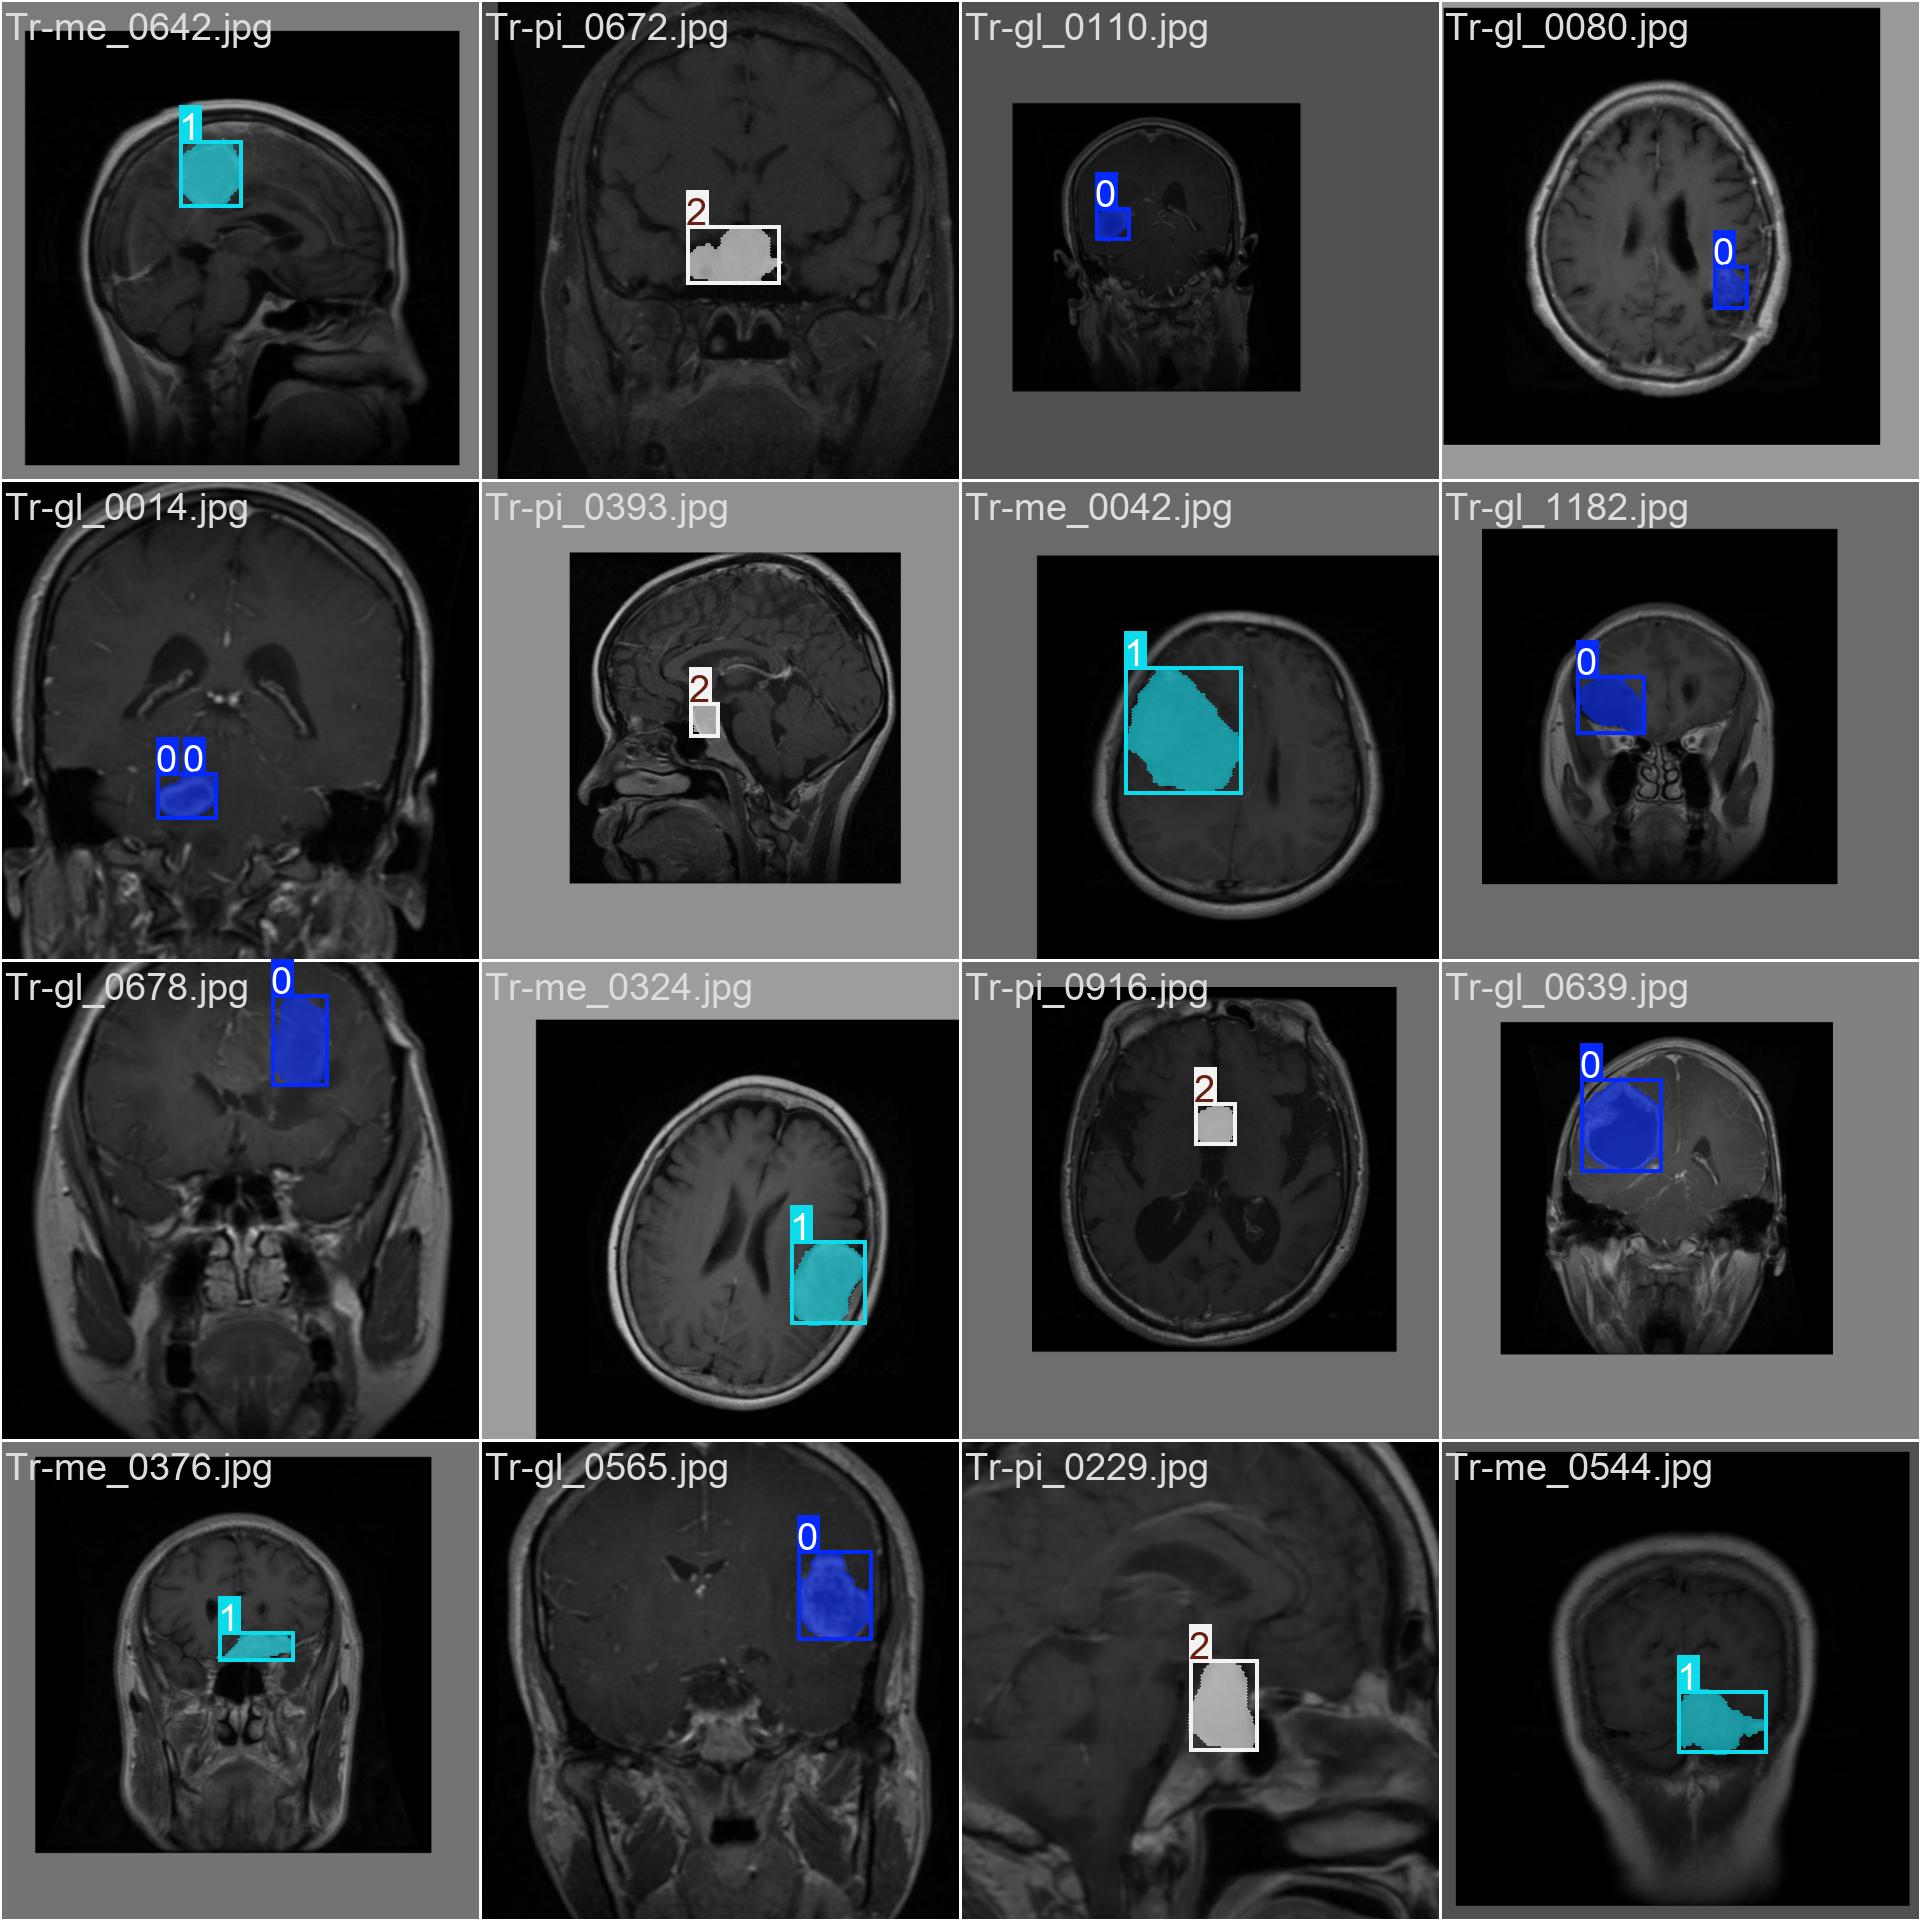 Tr-me_0642.jpg
1
Tr-pi_0672.jpg
2
Tr-gl_0110.jpg
0
Tr-gl_0080.jpg
0
Tr-gl_0014.jpg
0 0
Tr-pi_0393.jpg
2
Tr-me_0042.jpg
1
Tr-gl_1182.jpg
0
Tr-gl_0678.jpg
0
Tr-me_0324.jpg
1
Tr-pi_0916.jpg
2
Tr-gl_0639.jpg
0
Tr-me_0376.jpg
1
Tr-gl_0565.jpg
0
Tr-pi_0229.jpg
2
Tr-me_0544.jpg
1